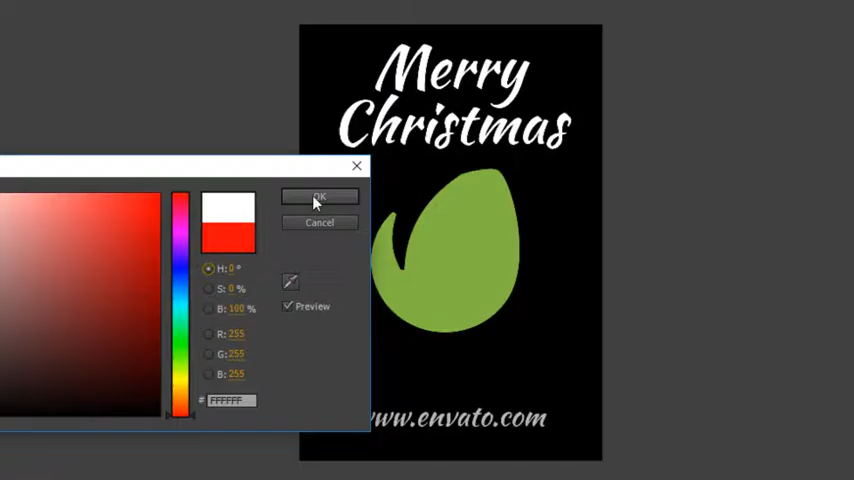 Merry
Christmas
OK
Cancel
H: 0 °
S: 0 %
B: 100 %
Preview
R: 255
G: 255
B: 255
# FFFFFF
www.envato.com